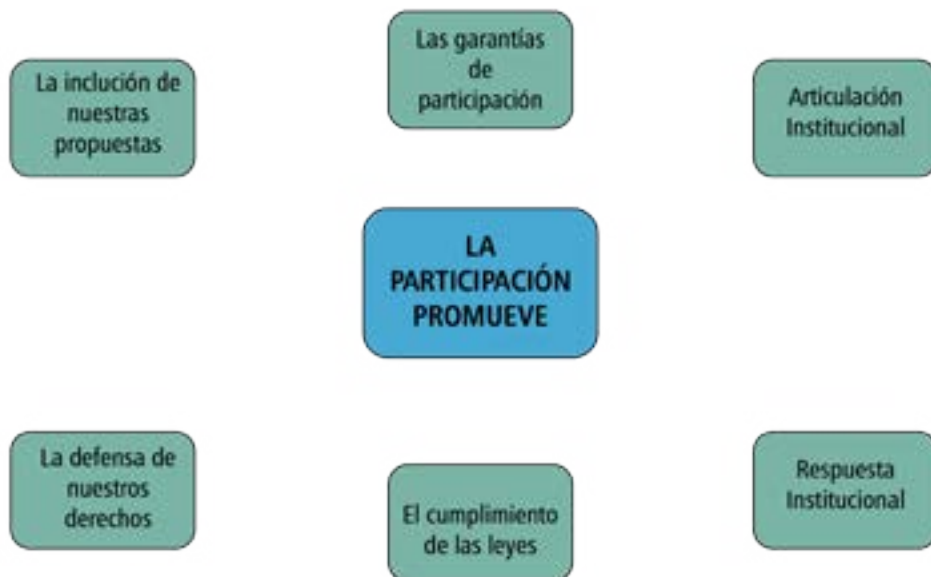 La inclución de
nuestras
propuestas
Las garantías
de
participación
Articulación
Institucional
LA
PARTICIPACIÓN
PROMUEVE
La defensa de
nuestros
derechos
El cumplimiento
de las leyes
Respuesta
Institucional